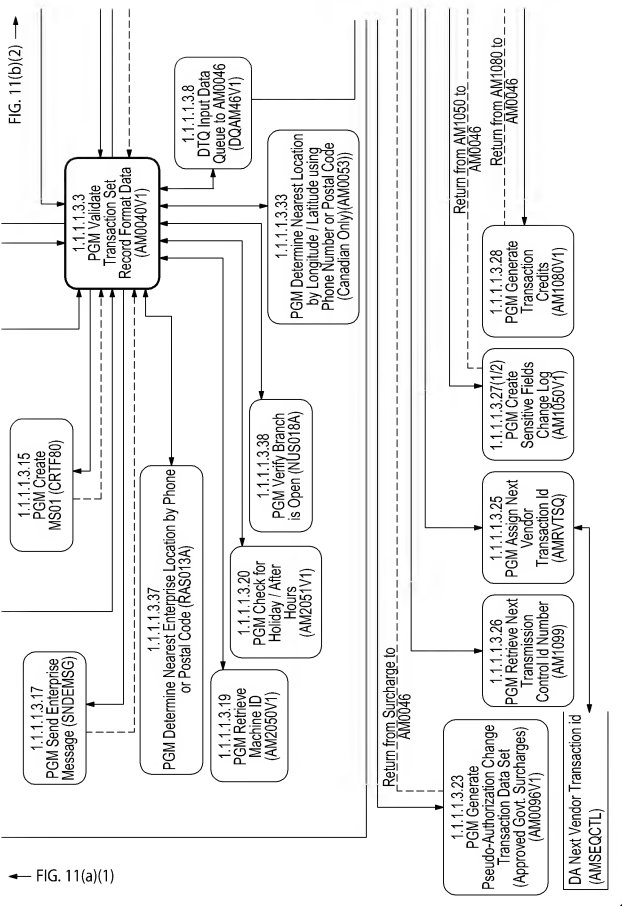 ← FIG. 11(a)(1)
FIG. 11(b)(2) →
1.1.1.1.3.17
PGM Send Enterprise
Message (SNDEMSG)
1.1.1.1.3.15
PGM Create
MS01 (CRTF80)
1.1.1.1.3.3
PGM Validate
Transaction Set
Record Format Data
(AM0040V1)
1.1.1.1.3.37
PGM Determine Nearest Enterprise Location by Phone
or Postal Code (RAS013A)
1.1.1.1.3.8
DTQ Input Data
Queue to AM0046
(DQAM46V1)
1.1.1.1.3.19
PGM Retrieve
Machine ID
(AM2050V1)
1.1.1.1.3.20
PGM Check for
Holiday / After
Hours
(AM2051V1)
1.1.1.1.3.38
PGM Verify Branch
is Open (NUS018A)
1.1.1.1.3.33
PGM Determine Nearest Location
by Longitude / Latitude using
Phone Number or Postal Code
(Canadian Only)(AM0053))
Return from Surcharge to
AM0046
Return from AM1050 to
AM0046
Return from AM1080 to
AM0046
1.1.1.1.3.23
PGM Generate
Pseudo-Authorization Change
Transaction Data Set
(Approved Govt. Surcharges)
(AM0096V1)
1.1.1.1.3.26
PGM Retrieve Next
Transmission
Control Id Number
(AM1099)
1.1.1.1.3.25
PGM Assign Next
Vendor
Transaction Id
(AMRVTSQ)
1.1.1.1.3.27(1/2)
PGM Create
Sensitive Fields
Change Log
(AM1050V1)
1.1.1.1.3.28
PGM Generate
Transaction
Credits
(AM1080V1)
DA Next Vendor Transaction id
(AMSEQCTL)